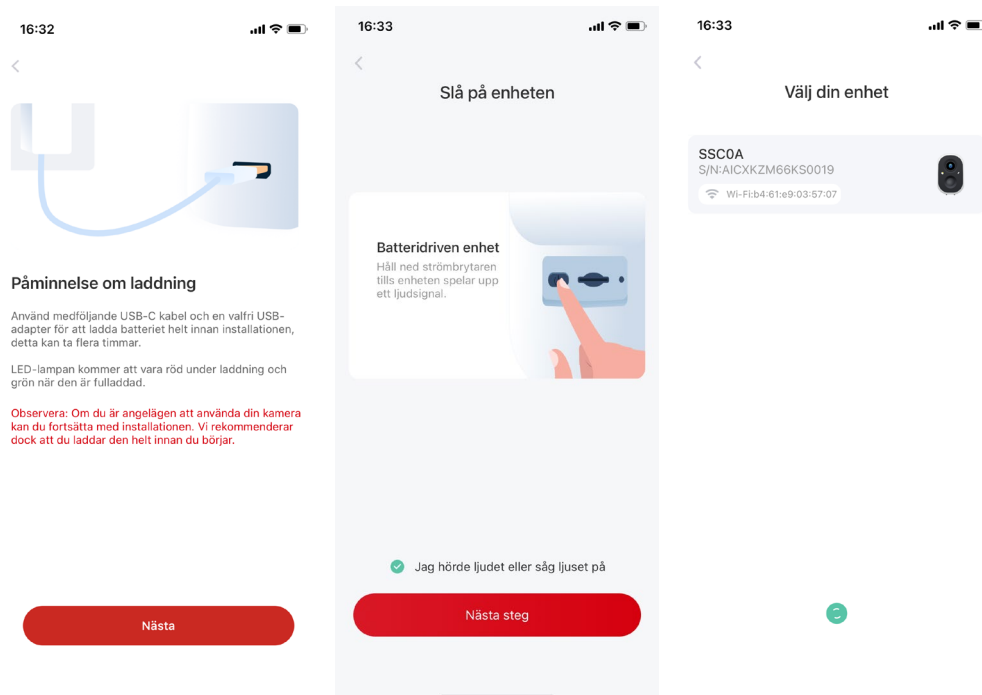 16:32
Påminnelse om laddning
Använd medföljande USB-C kabel och en valfri USB-
adapter för att ladda batteriet helt innan installationen,
detta kan ta flera timmar.
LED-lampan kommer att vara röd under laddning och
grön när den är fulladdad.
Observera: Om du är angelägen att använda din kamera
kan du fortsätta med installationen. Vi rekommenderar
dock att du laddar den helt innan du börjar.
Nästa
16:33
Slå på enheten
Batteridriven enhet
Håll ned strömbrytaren
tills enheten spelar upp
ett ljudsignal.
Jag hörde ljudet eller såg ljuset på
Nästa steg
16:33
Välj din enhet
SSC0A
S/N:AICXKZM66KS0019
Wi-Fi:b4:61:e9:03:57:07